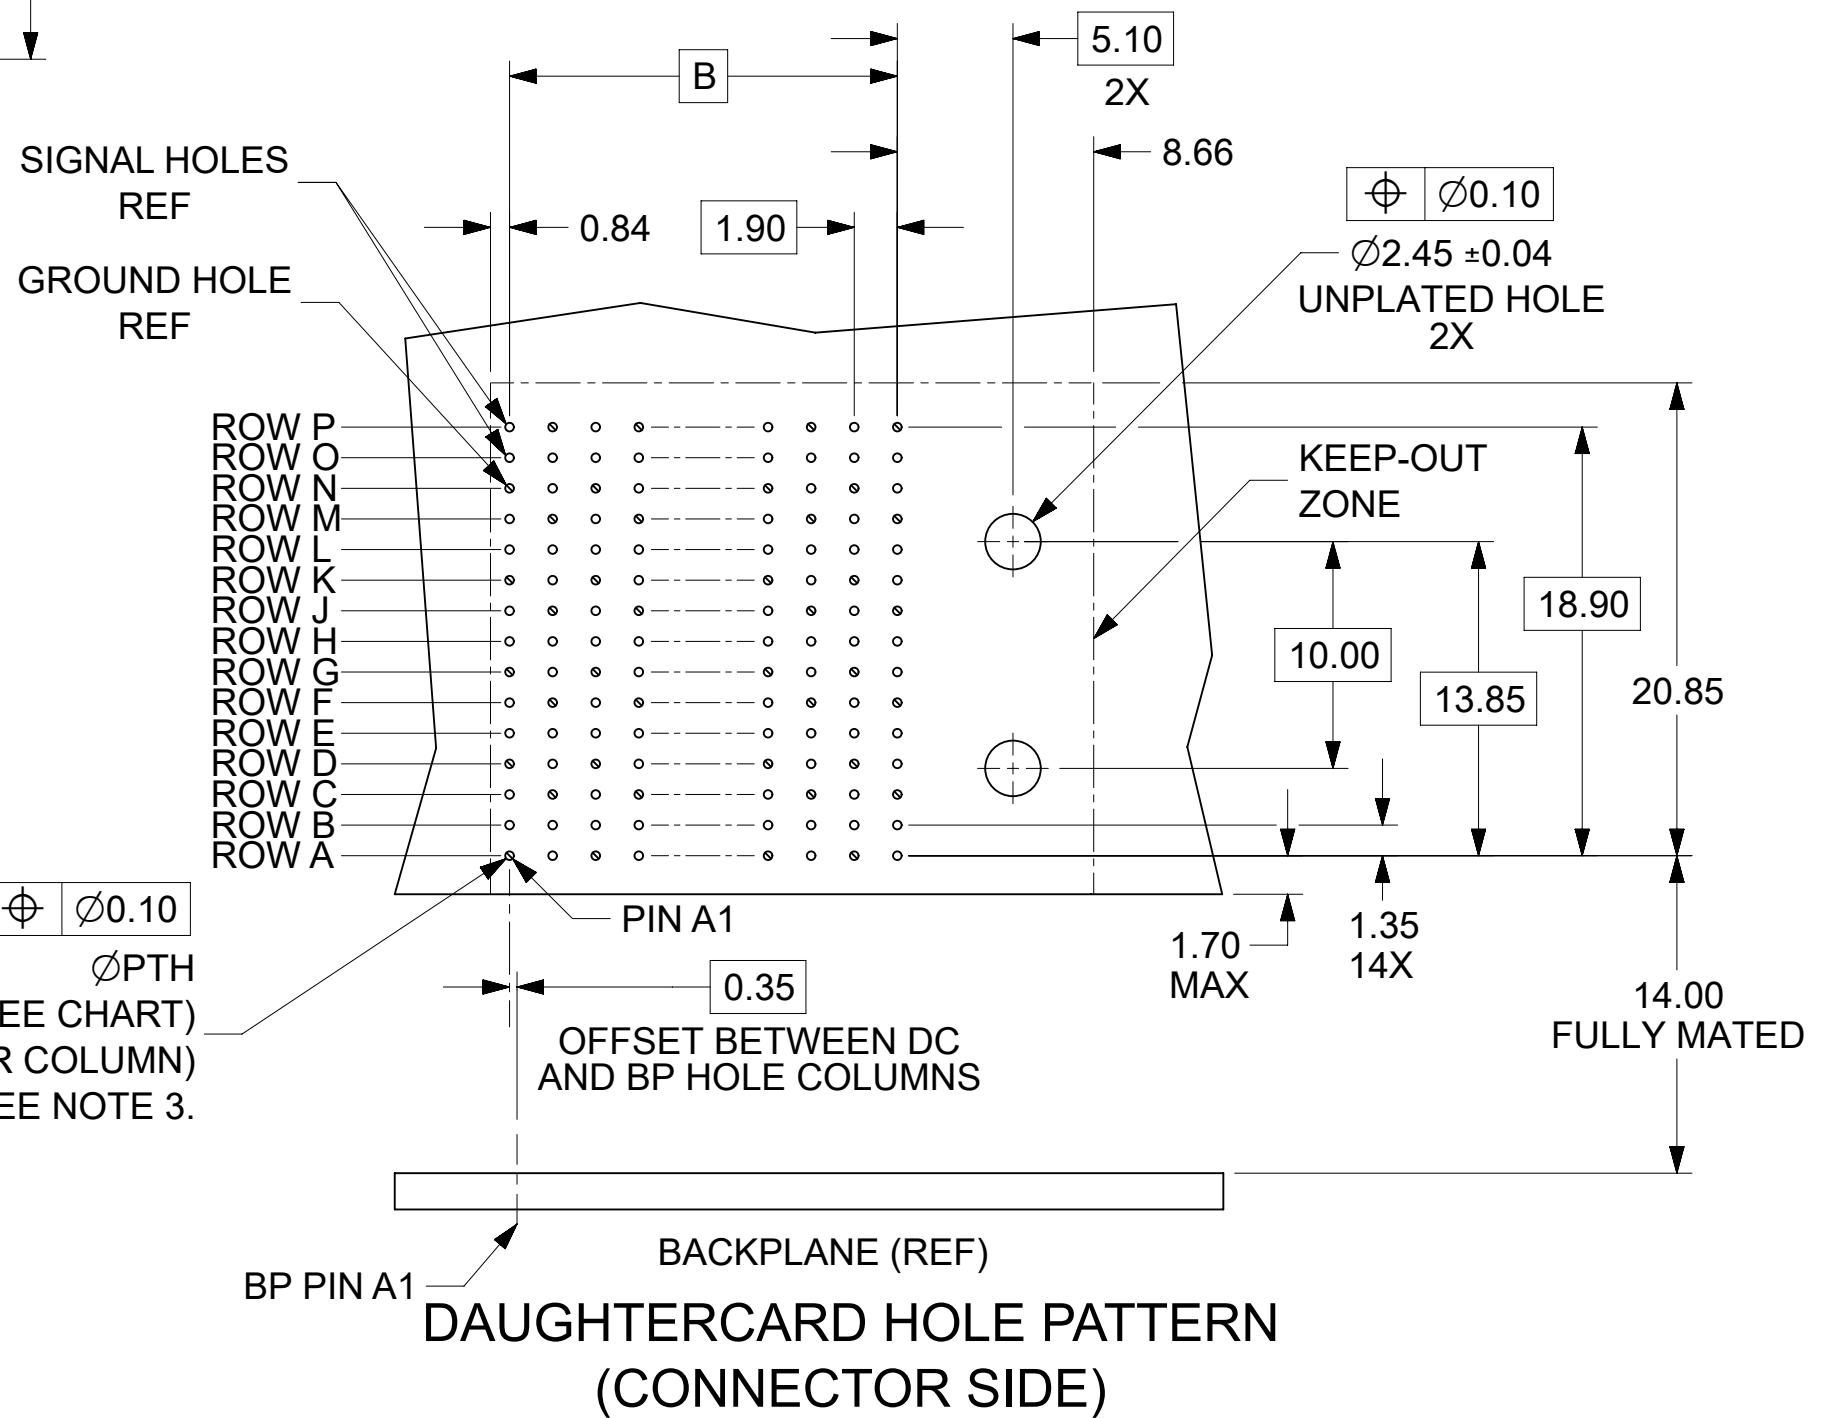 5.10
2X
B
8.66
SIGNAL HOLES
REF
∅0.10
0.84
1.90
∅2.45 ±0.04
UNPLATED HOLE
2X
GROUND HOLE
REF
ROW P
ROW O
ROW N
ROW M
ROW L
ROW K
ROW J
ROW H
ROW G
ROW F
ROW E
ROW D
ROW C
ROW B
ROW A
KEEP-OUT
ZONE
18.90
10.00
13.85
20.85
∅0.10
∅PTH
EE CHART)
R COLUMN)
EE NOTE 3.
PIN A1
1.70
MAX
1.35
14X
0.35
OFFSET BETWEEN DC
AND BP HOLE COLUMNS
14.00
FULLY MATED
BACKPLANE (REF)
BP PIN A1
DAUGHTERCARD HOLE PATTERN
(CONNECTOR SIDE)